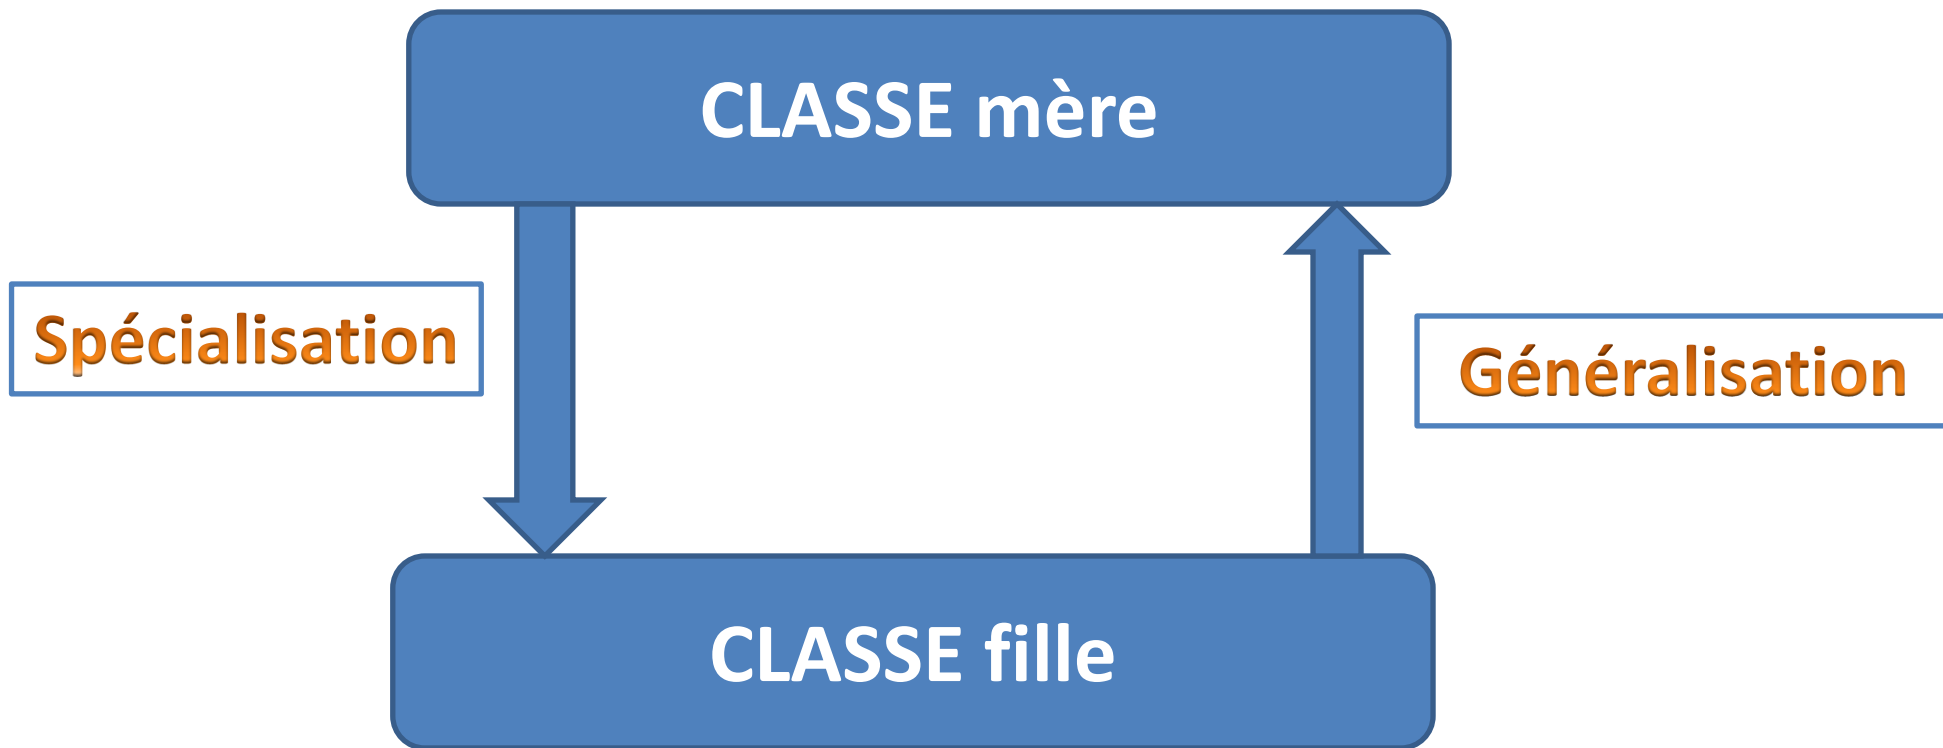 CLASSE mère
Spécialisation
Généralisation
CLASSE fille